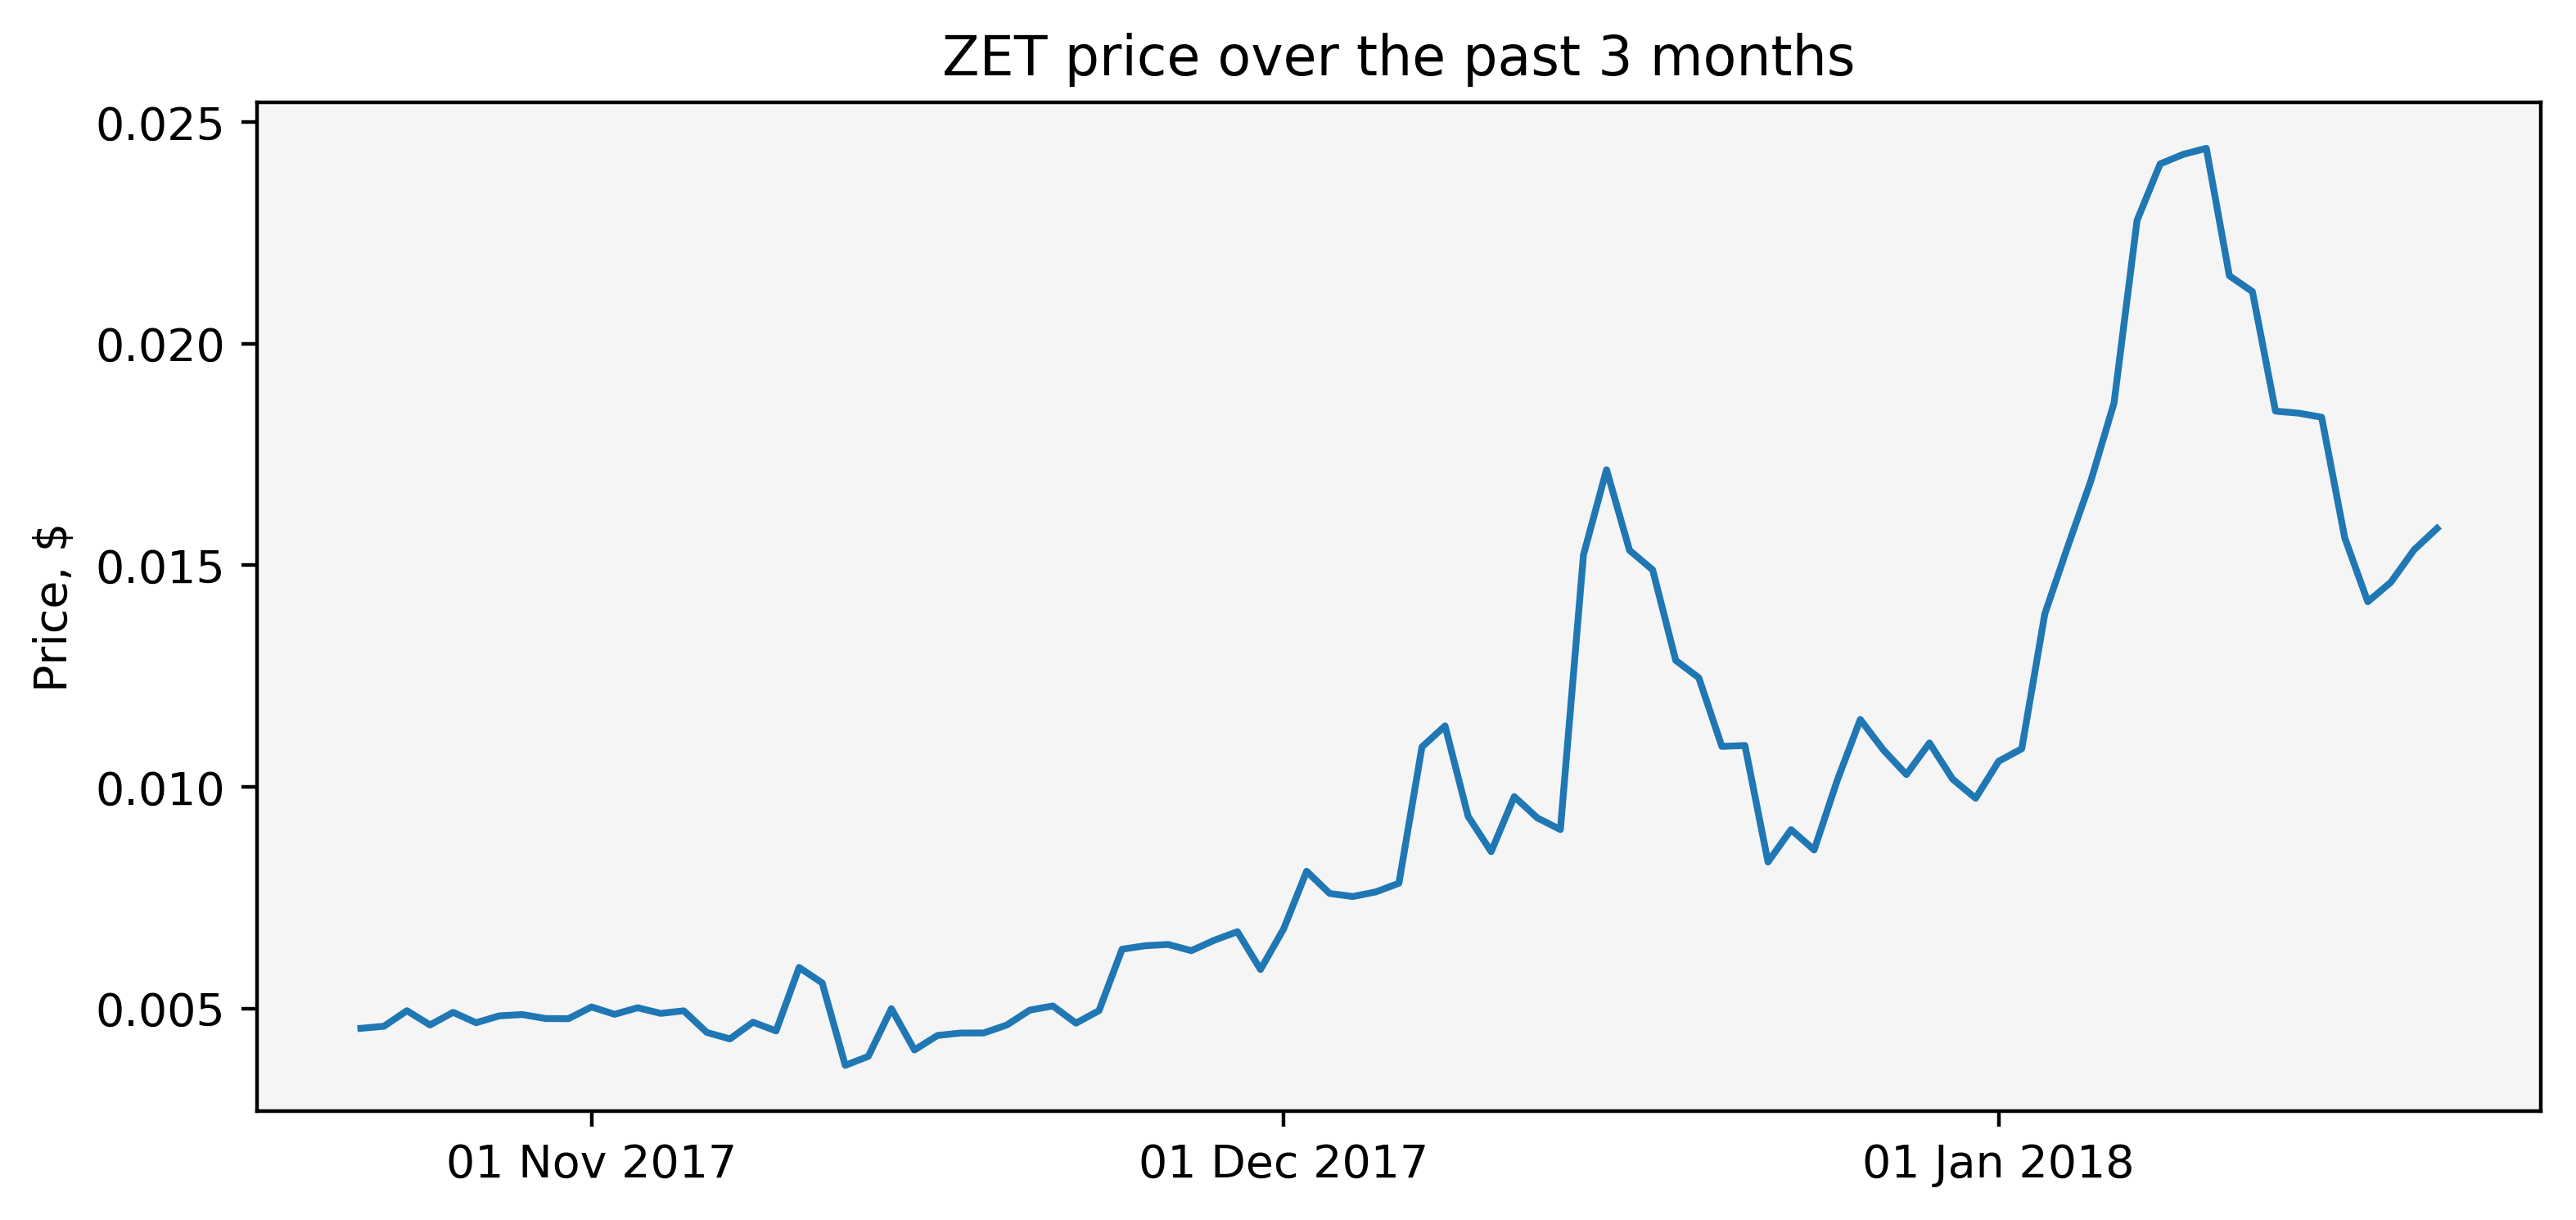 ZET price over the past 3 months
0.025
0.020
0.015
0.010
0.005
Price, $
01 Nov 2017
01 Dec 2017
01 Jan 2018